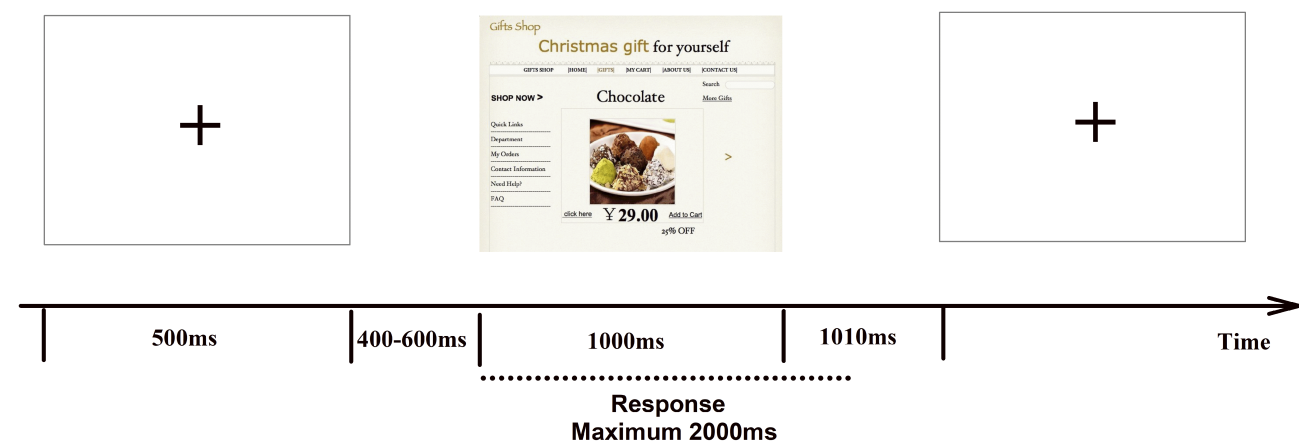 Gifts Shop
Christmas gift for yourself
GIFTS SHOP |HOME| |GIFTS| |MY CART| |ABOUT US| |CONTACT US|
Search
SHOP NOW > Chocolate More Gifts
Quick Links
Department
My Orders
>
Contact Information
Need Help?
FAQ
click here ￥29.00 Add to Cart
25% OFF
500ms 400-600ms 1000ms 1010ms Time
Response
Maximum 2000ms